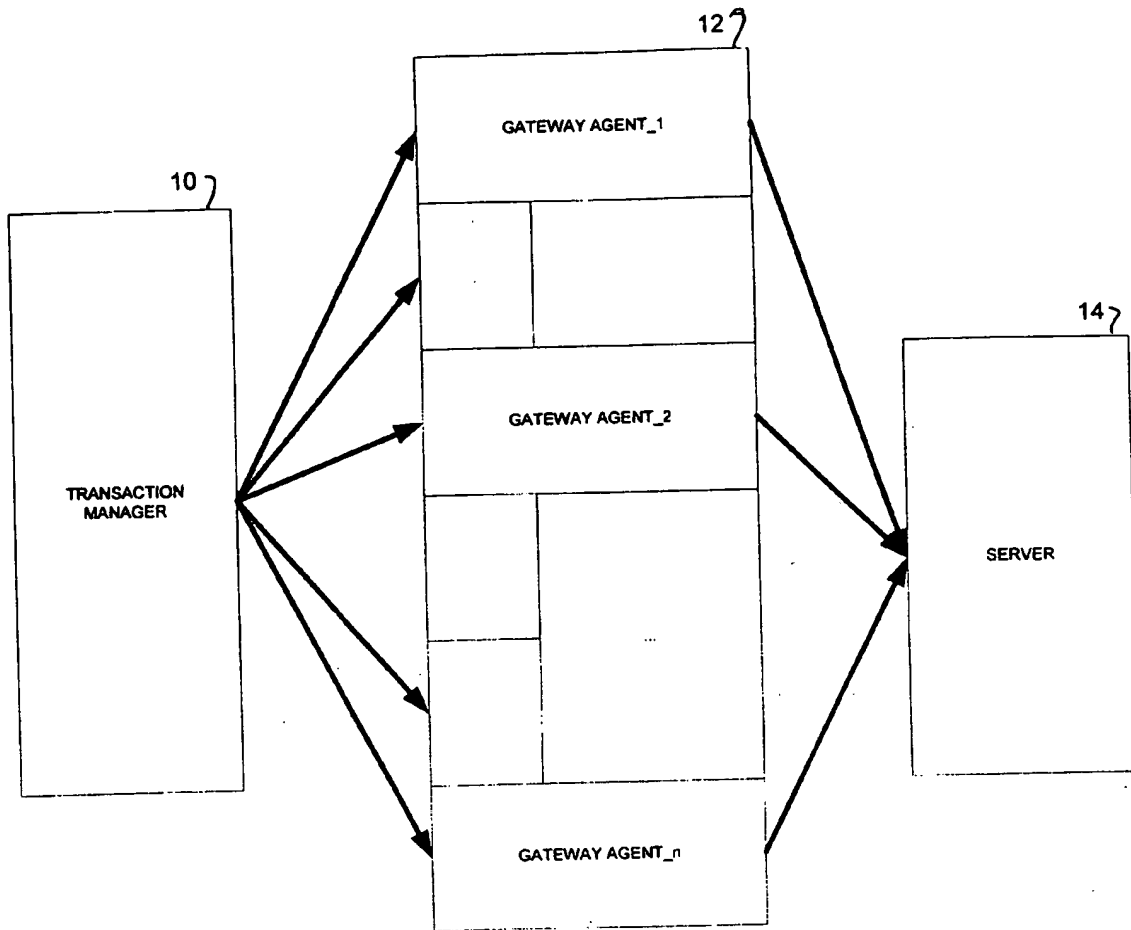 12
GATEWAY AGENT_1
10
14
GATEWAY AGENT_2
TRANSACTION
MANAGER
SERVER
...
GATEWAY AGENT_n